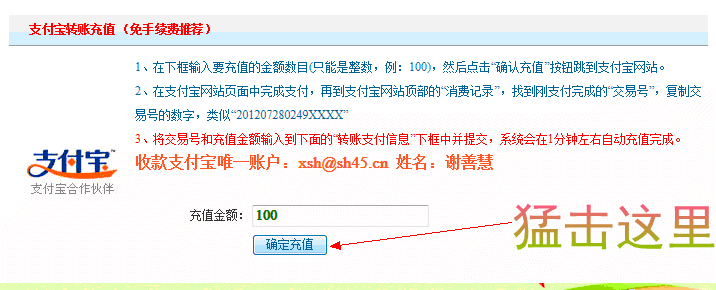 支付宝转账充值（免手续费推荐）
1、在下框输入要充值的金额数目(只能是整数，例：100)，然后点击“确认充值”按钮跳到支付宝网站。
2、在支付宝网站页面中完成支付，再到支付宝网站顶部的“消费记录”，找到刚支付完成的“交易号”，复制
交易号的数字，类似“201207280249XXXX”
3、将交易号和充值金额输入到下面的“转账支付信息”下框中并提交，系统会在1分钟左右自动充值完成。
收款支付宝唯一账户：xsh@sh45.cn 姓名：谢善慧
支付宝™
支付宝合作伙伴
充值金额：100
猛击这里
确定充值